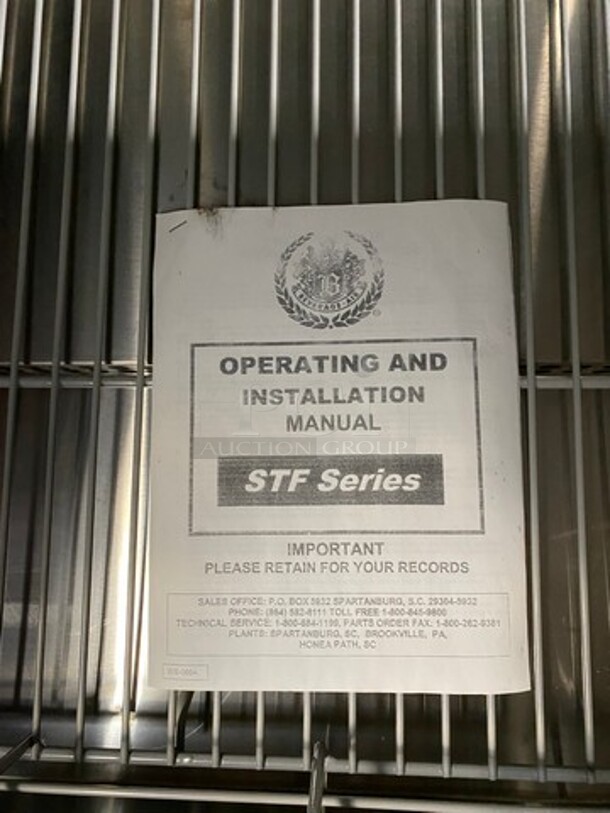 B
BEVERAGE-AIR
OPERATING AND
INSTALLATION
MANUAL
AUCTION GROUP
STF Series
IMPORTANT
PLEASE RETAIN FOR YOUR RECORDS
SALES OFFICE: P.O. BOX 5932 SPARTANBURG, S.C. 29304-5932
PHONE: (864) 582-8111 TOLL FREE 1-800-845-9800
TECHNICAL SERVICE: 1-800-684-1199, PARTS ORDER FAX: 1-800-262-9381
PLANTS: SPARTANBURG, SC, BROOKVILLE, PA,
HONEA PATH, SC